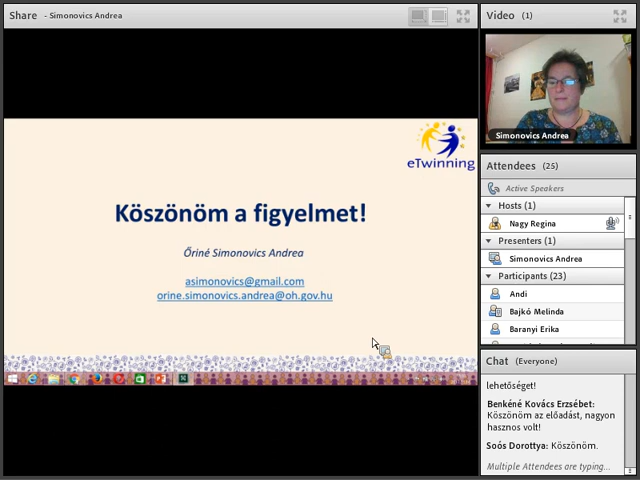 Share - Simonovics Andrea
eTwinning
Köszönöm a figyelmet!
Őriné Simonovics Andrea
asimonovics@gmail.com
orine.simonovics.andrea@oh.gov.hu
Video (1)
Simonovics Andrea
Attendees (25)
Active Speakers
Hosts (1)
Nagy Regina
Presenters (1)
Simonovics Andrea
Participants (23)
Andi
Bajkó Melinda
Baranyi Erika
Chat (Everyone)
lehetőséget!
Benkéné Kovács Erzsébet:
Köszönöm az előadást, nagyon
hasznos volt!
Soós Dorottya: Köszönöm.
Multiple Attendees are typing...